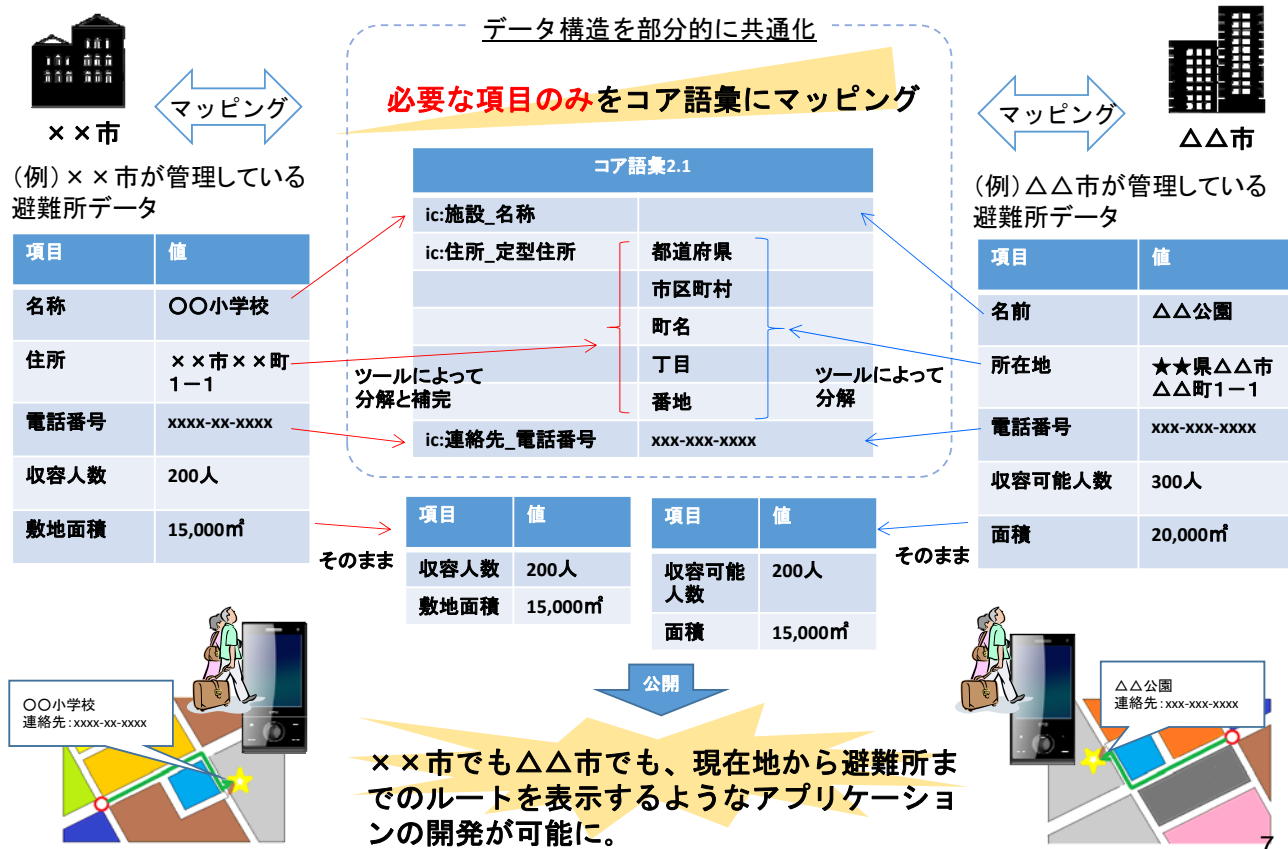 データ構造を部分的に共通化
必要な項目のみをコア語彙にマッピング
××市
マッピング
(例)××市が管理している
避難所データ
項目 値
名称 〇〇小学校
住所 ××市××町
1-1
電話番号 xxxx-xx-xxxx
収容人数 200人
敷地面積 15,000㎡
コア語彙2.1
ic:施設_名称
ic:住所_定型住所 都道府県
市区町村
町名
丁目
番地
ic:連絡先_電話番号 xxx-xxx-xxxx
ツールによって
分解と補完
ツールによって
分解
マッピング
△△市
(例)△△市が管理している
避難所データ
項目 値
名前 △△公園
所在地 ★★県△△市
△△町1-1
電話番号 xxx-xxx-xxxx
収容可能人数 300人
面積 20,000㎡
そのまま
項目 値
収容人数 200人
敷地面積 15,000㎡
項目 値
収容可能
人数 200人
面積 15,000㎡
そのまま
公開
〇〇小学校
連絡先:xxxx-xx-xxxx
××市でも△△市でも、現在地から避難所ま
でのルートを表示するようなアプリケーショ
ンの開発が可能に。
△△公園
連絡先:xxx-xxx-xxxx
7